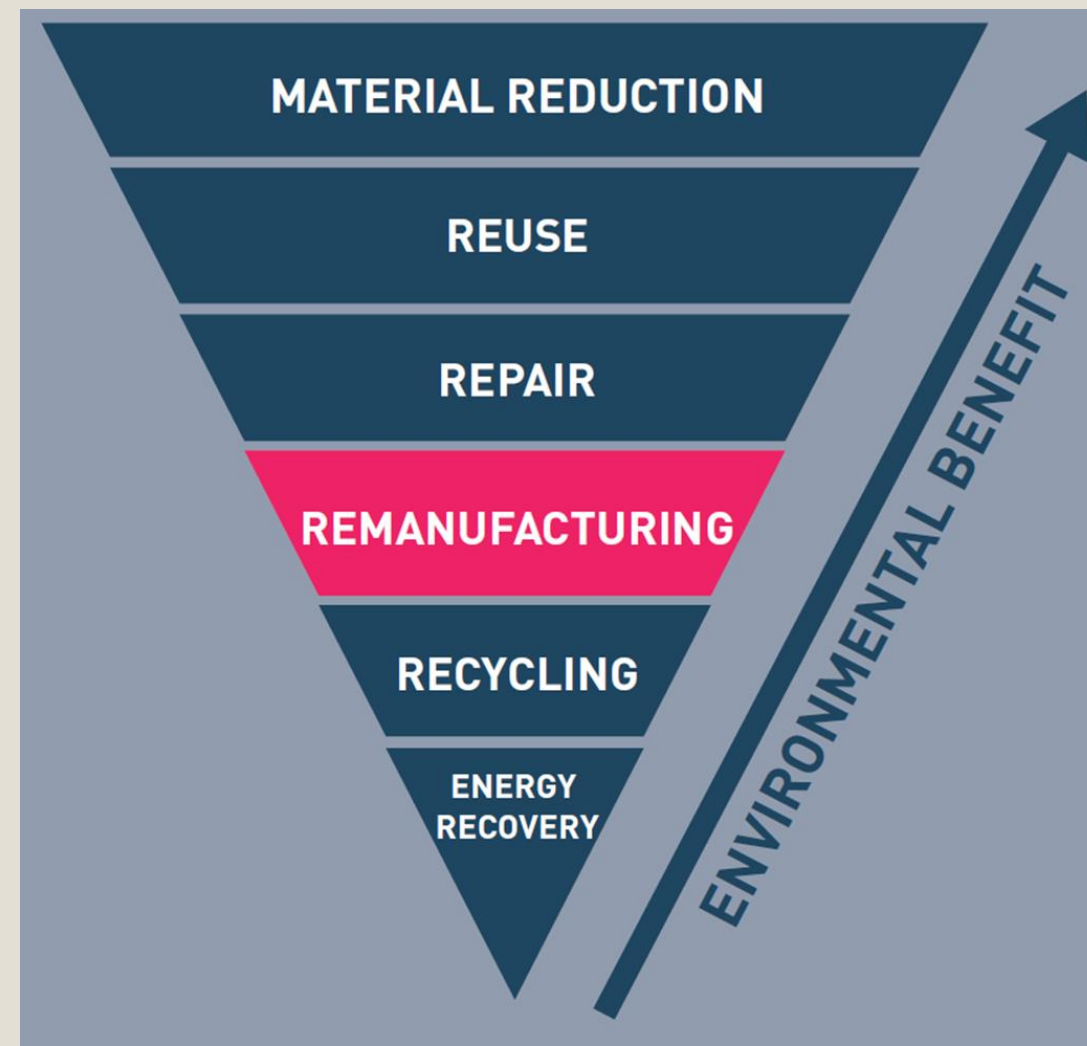 MATERIAL REDUCTION
REUSE
REPAIR
REMANUFACTURING
RECYCLING
ENERGY
RECOVERY
ENVIRONMENTAL BENEFIT